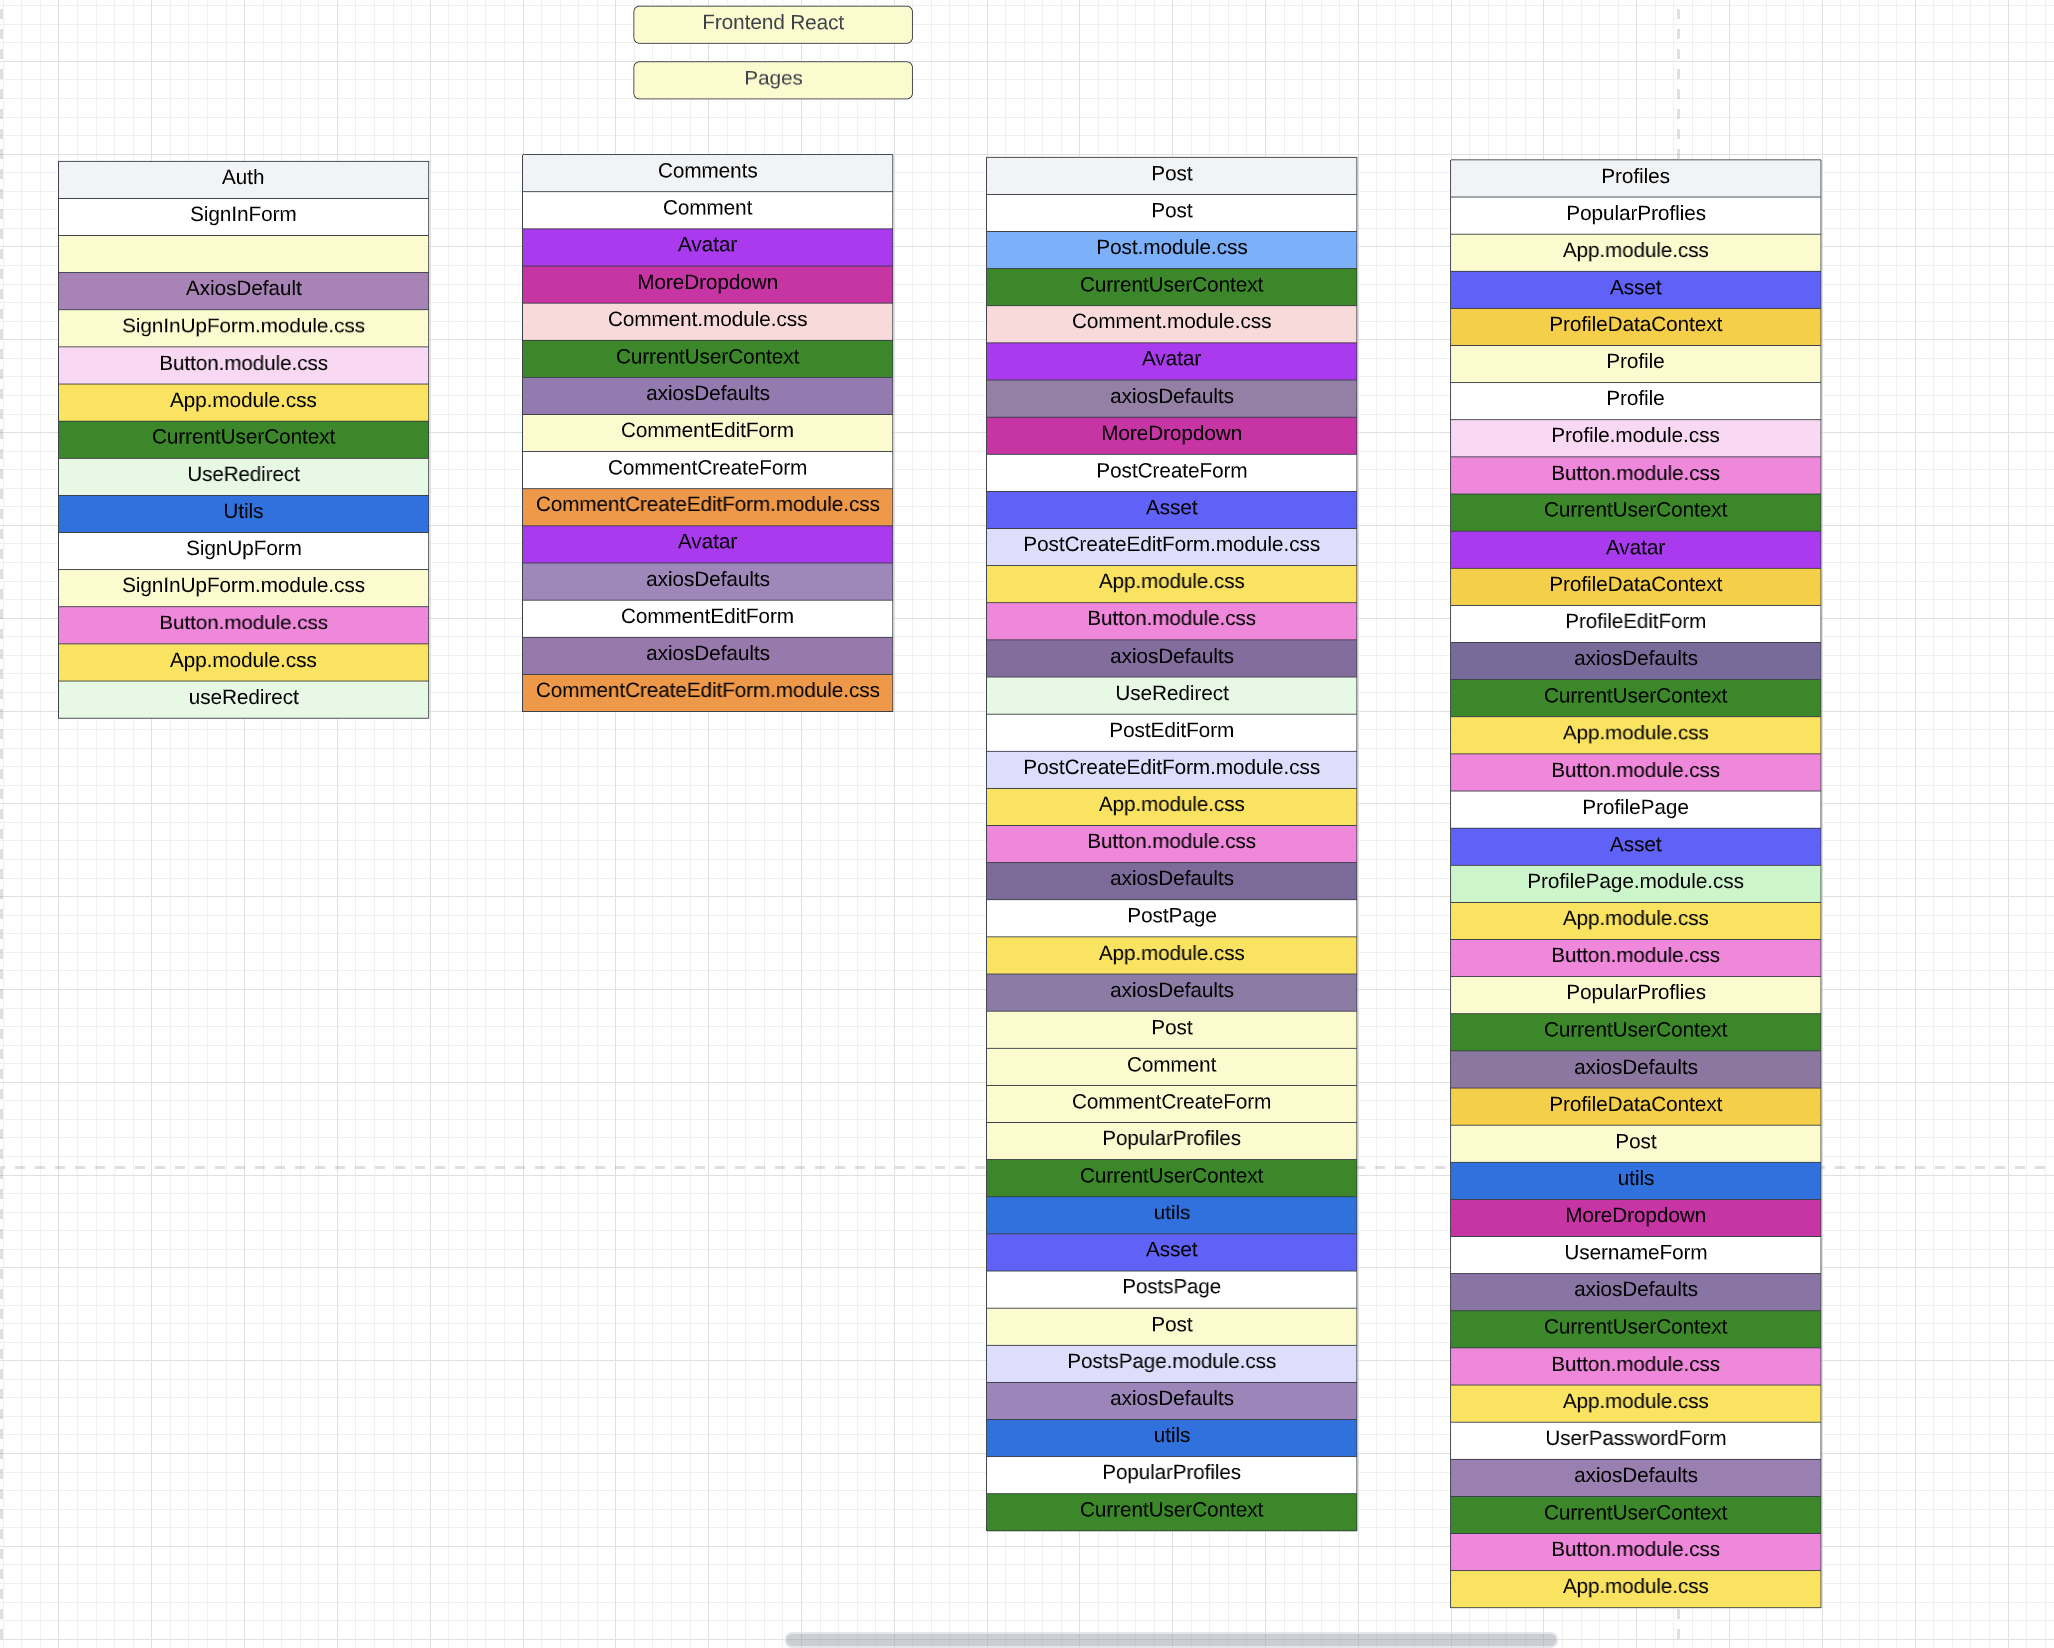 Frontend React
Pages
Auth
SignInForm
AxiosDefault
SignInUpForm.module.css
Button.module.css
App.module.css
CurrentUserContext
UseRedirect
Utils
SignUpForm
SignInUpForm.module.css
Button.module.css
App.module.css
useRedirect
Comments
Comment
Avatar
MoreDropdown
Comment.module.css
CurrentUserContext
axiosDefaults
CommentEditForm
CommentCreateForm
CommentCreateEditForm.module.css
Avatar
axiosDefaults
CommentEditForm
axiosDefaults
CommentCreateEditForm.module.css
Post
Post
Post.module.css
CurrentUserContext
Comment.module.css
Avatar
axiosDefaults
MoreDropdown
PostCreateForm
Asset
PostCreateEditForm.module.css
App.module.css
Button.module.css
axiosDefaults
UseRedirect
PostEditForm
PostCreateEditForm.module.css
App.module.css
Button.module.css
axiosDefaults
PostPage
App.module.css
axiosDefaults
Post
Comment
CommentCreateForm
PopularProfiles
CurrentUserContext
utils
Asset
PostsPage
Post
PostsPage.module.css
axiosDefaults
utils
PopularProfiles
CurrentUserContext
Profiles
PopularProflies
App.module.css
Asset
ProfileDataContext
Profile
Profile
Profile.module.css
Button.module.css
CurrentUserContext
Avatar
ProfileDataContext
ProfileEditForm
axiosDefaults
CurrentUserContext
App.module.css
Button.module.css
ProfilePage
Asset
ProfilePage.module.css
App.module.css
Button.module.css
PopularProflies
CurrentUserContext
axiosDefaults
ProfileDataContext
Post
utils
MoreDropdown
UsernameForm
axiosDefaults
CurrentUserContext
Button.module.css
App.module.css
UserPasswordForm
axiosDefaults
CurrentUserContext
Button.module.css
App.module.css